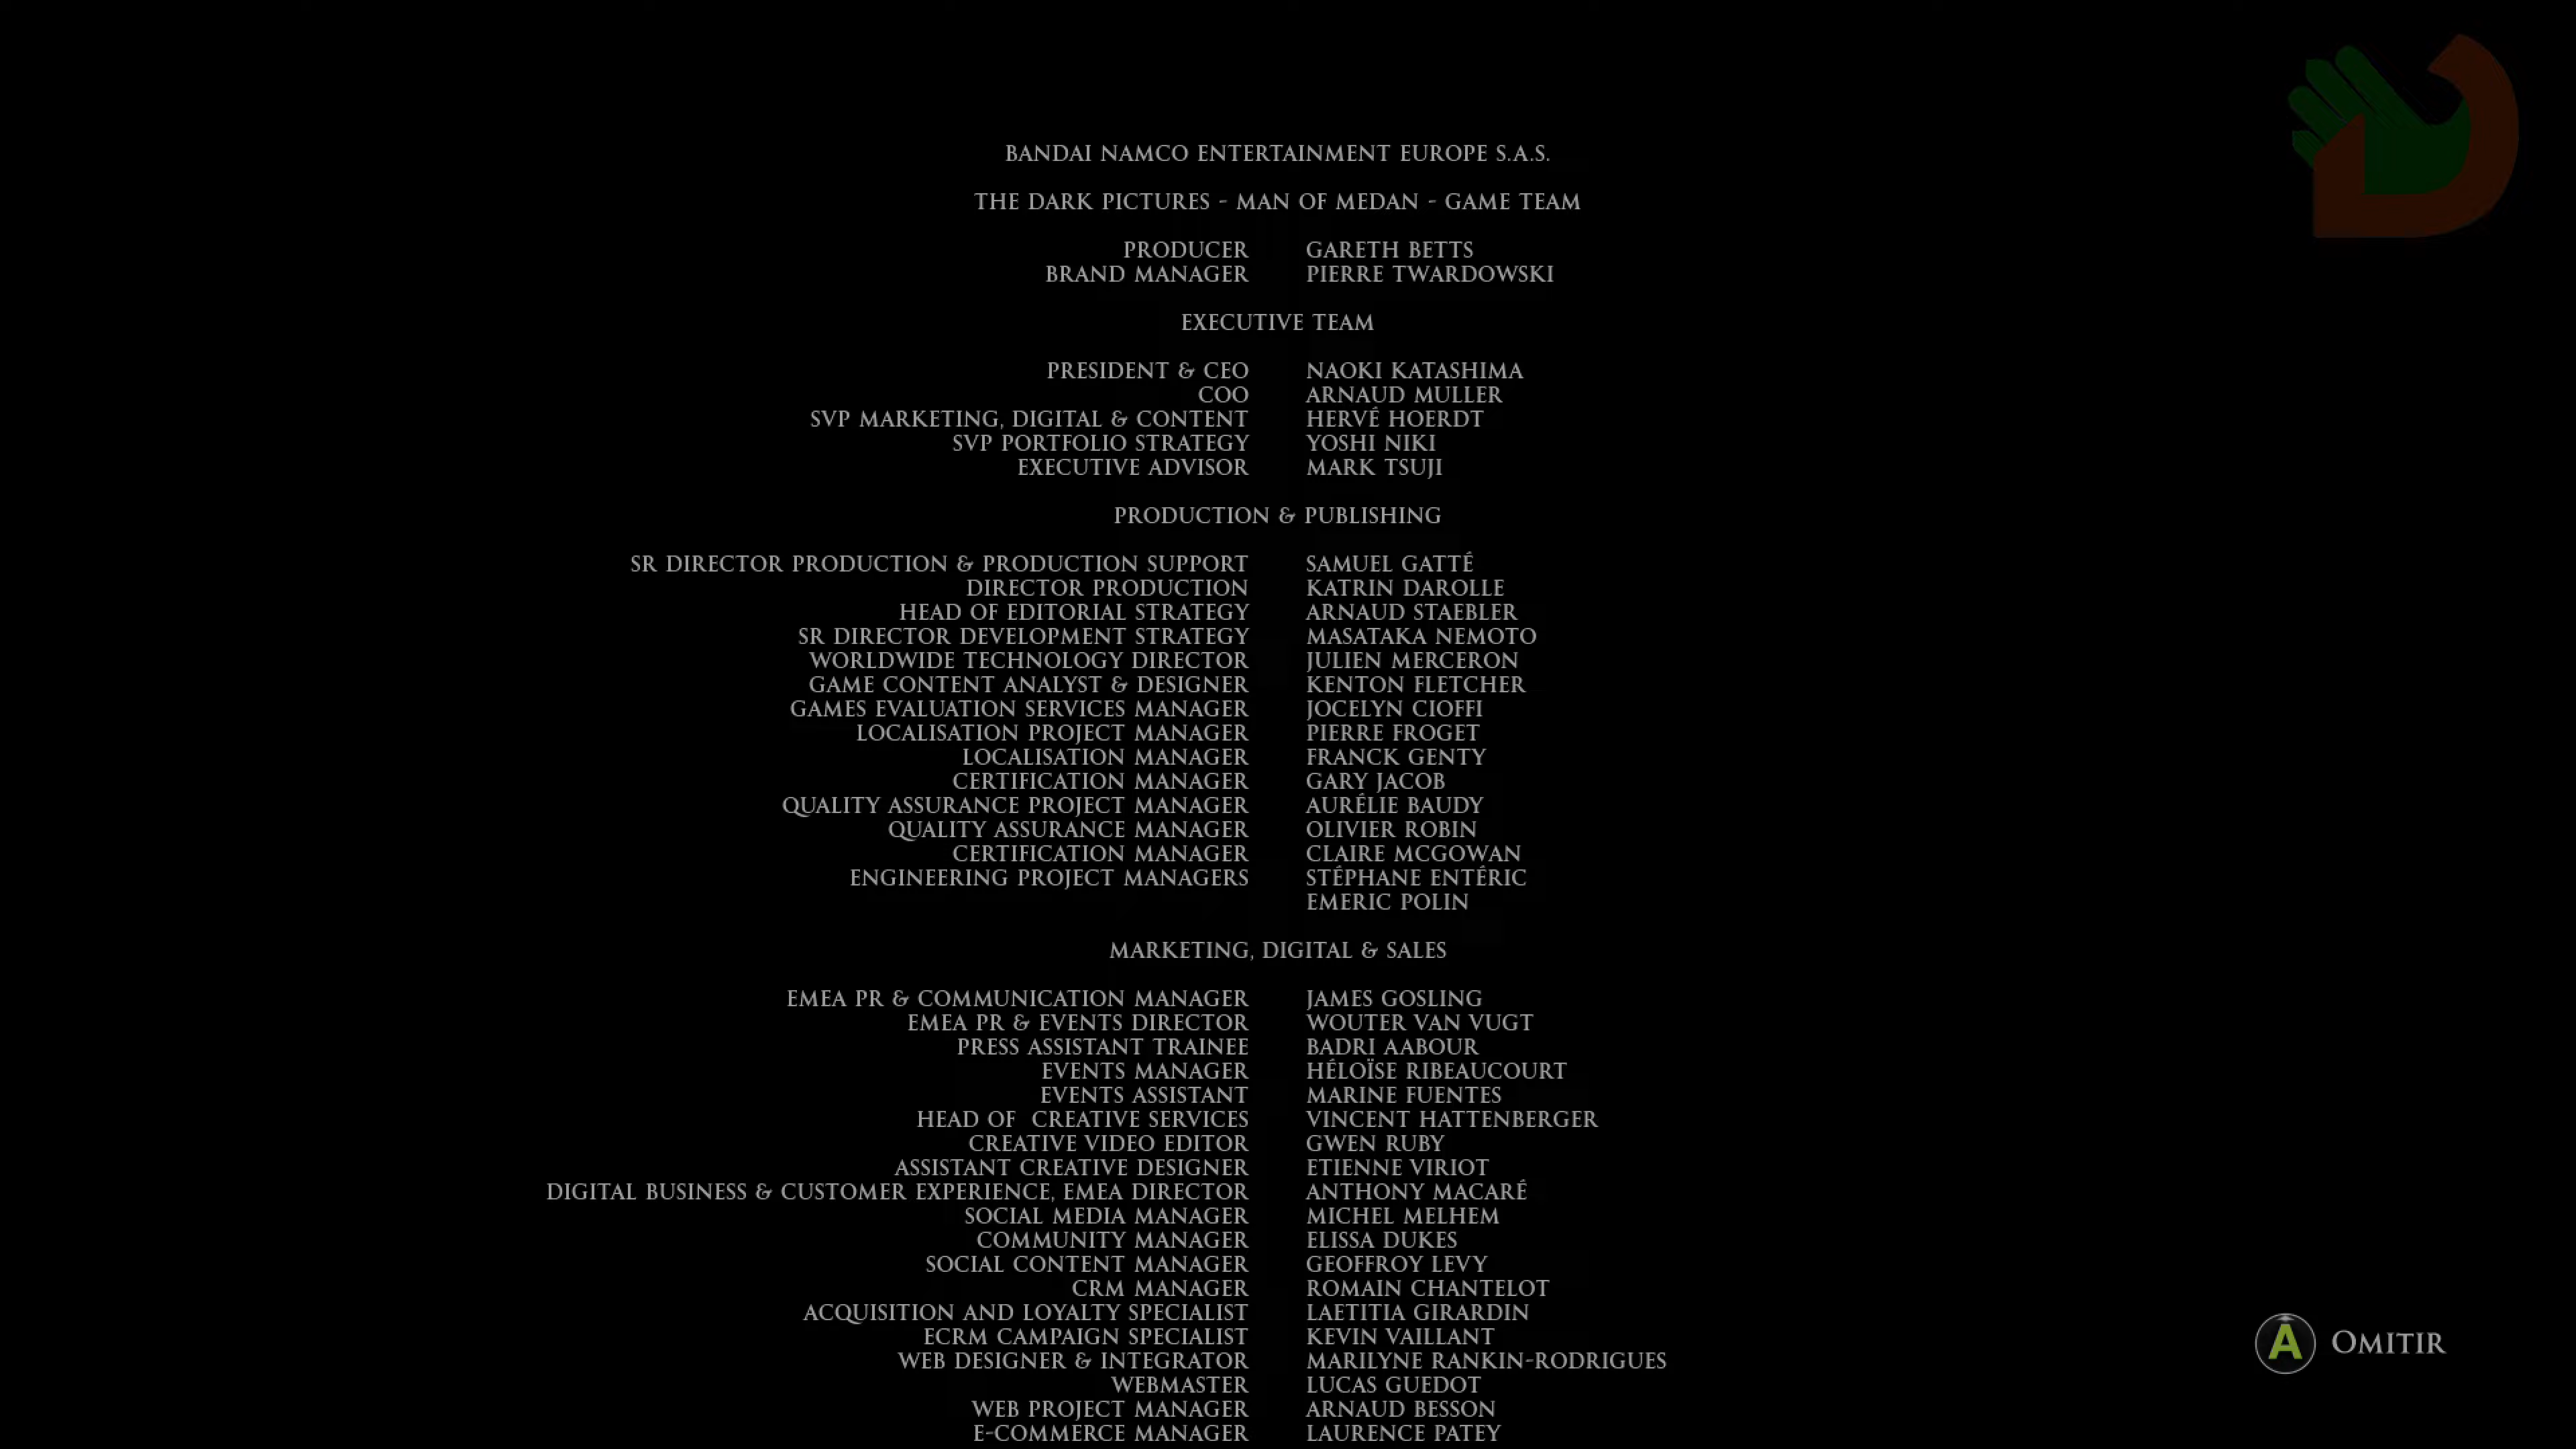 BANDAI NAMCO ENTERTAINMENT EUROPE S.A.S.
THE DARK PICTURES - MAN OF MEDAN - GAME TEAM
PRODUCER GARETH BETTS
BRAND MANAGER PIERRE TWARDOWSKI
EXECUTIVE TEAM
PRESIDENT & CEO NAOKI KATASHIMA
COO ARNAUD MULLER
SVP MARKETING, DIGITAL & CONTENT HERVÉ HOERDT
SVP PORTFOLIO STRATEGY YOSHI NIKI
EXECUTIVE ADVISOR MARK TSUJI
PRODUCTION & PUBLISHING
SR DIRECTOR PRODUCTION & PRODUCTION SUPPORT SAMUEL GATTÉ
DIRECTOR PRODUCTION KATRIN DAROLLE
HEAD OF EDITORIAL STRATEGY ARNAUD STAEBLER
SR DIRECTOR DEVELOPMENT STRATEGY MASATAKA NEMOTO
WORLDWIDE TECHNOLOGY DIRECTOR JULIEN MERCERON
GAME CONTENT ANALYST & DESIGNER KENTON FLETCHER
GAMES EVALUATION SERVICES MANAGER JOCELYN CIOFFI
LOCALISATION PROJECT MANAGER PIERRE FROGET
LOCALISATION MANAGER FRANCK GENTY
CERTIFICATION MANAGER GARY JACOB
QUALITY ASSURANCE PROJECT MANAGER AURÉLIE BAUDY
QUALITY ASSURANCE MANAGER OLIVIER ROBIN
CERTIFICATION MANAGER CLAIRE MCGOWAN
ENGINEERING PROJECT MANAGERS STÉPHANE ENTÉRIC
EMERIC POLIN
MARKETING, DIGITAL & SALES
EMEA PR & COMMUNICATION MANAGER JAMES GOSLING
EMEA PR & EVENTS DIRECTOR WOUTER VAN VUGT
PRESS ASSISTANT TRAINEE BADRI AABOUR
EVENTS MANAGER HÉLOÏSE RIBEAUCOURT
EVENTS ASSISTANT MARINE FUENTES
HEAD OF CREATIVE SERVICES VINCENT HATTENBERGER
CREATIVE VIDEO EDITOR GWEN RUBY
ASSISTANT CREATIVE DESIGNER ETIENNE VIRIOT
DIGITAL BUSINESS & CUSTOMER EXPERIENCE, EMEA DIRECTOR ANTHONY MACARÉ
SOCIAL MEDIA MANAGER MICHEL MELHEM
COMMUNITY MANAGER ELISSA DUKES
SOCIAL CONTENT MANAGER GEOFFROY LEVY
CRM MANAGER ROMAIN CHANTELOT
ACQUISITION AND LOYALTY SPECIALIST LAETITIA GIRARDIN
ECRM CAMPAIGN SPECIALIST KEVIN VAILLANT
WEB DESIGNER & INTEGRATOR MARILYNE RANKIN-RODRIGUES
WEBMASTER LUCAS GUEDOT
WEB PROJECT MANAGER ARNAUD BESSON
E-COMMERCE MANAGER LAURENCE PATEY
A OMITIR